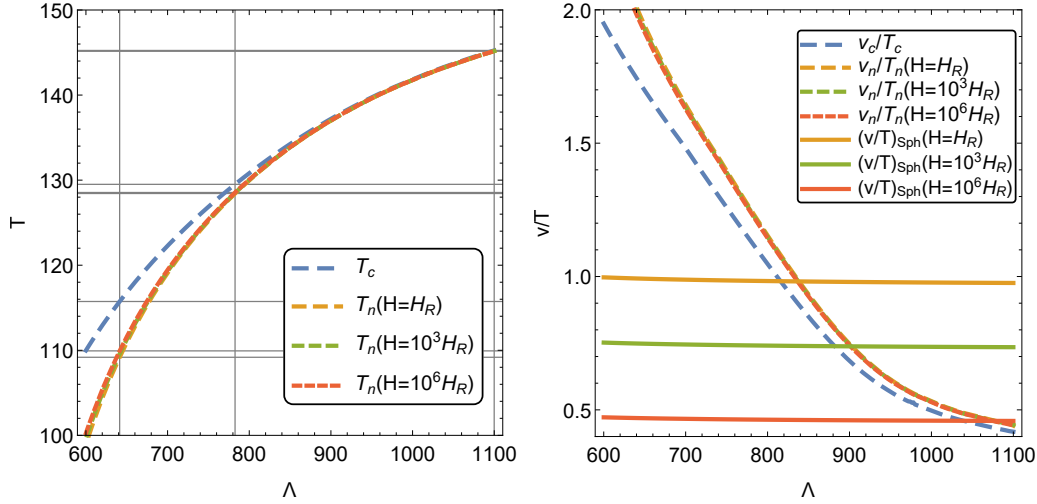 150
140
130
120
110
100
T
600 700 800 900 1000 1100
Λ
T_c
T_n(H=H_R)
T_n(H=10^3H_R)
T_n(H=10^6H_R)
2.0
1.5
1.0
0.5
v/T
600 700 800 900 1000 1100
Λ
v_c/T_c
v_n/T_n(H=H_R)
v_n/T_n(H=10^3H_R)
v_n/T_n(H=10^6H_R)
(v/T)_Sph(H=H_R)
(v/T)_Sph(H=10^3H_R)
(v/T)_Sph(H=10^6H_R)